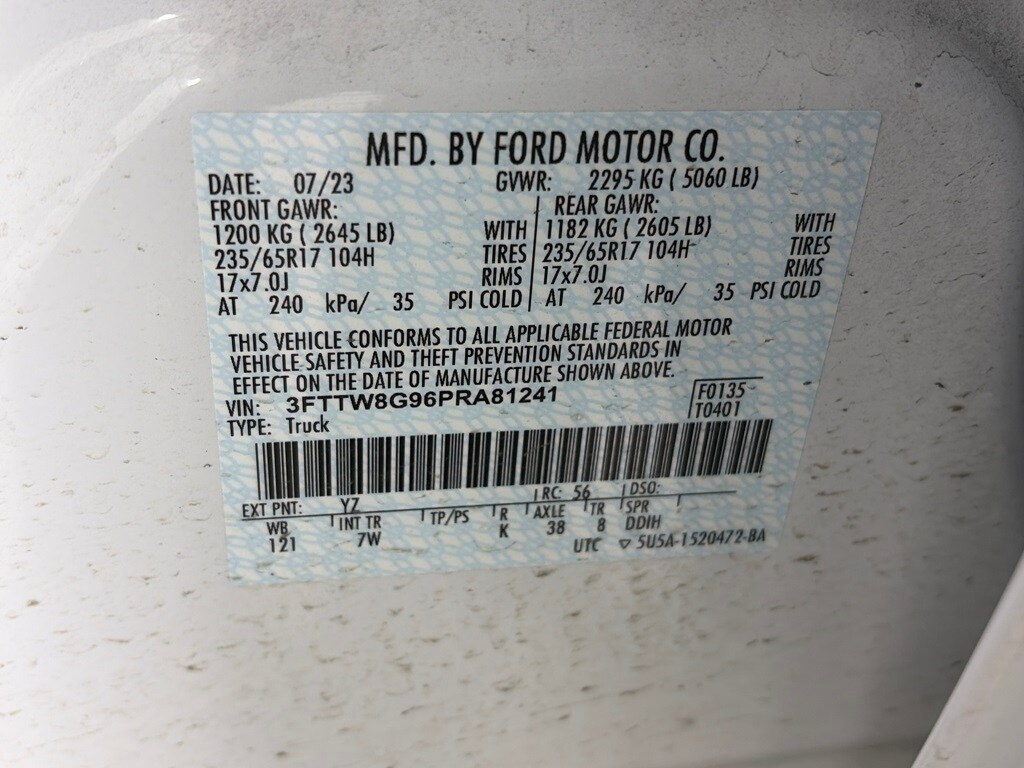 MFD. BY FORD MOTOR CO.
DATE: 07/23 GVWR: 2295 KG ( 5060 LB)
FRONT GAWR: REAR GAWR:
1200 KG ( 2645 LB) WITH 1182 KG ( 2605 LB) WITH
235/65R17 104H TIRES 235/65R17 104H TIRES
17x7.0J RIMS 17x7.0J RIMS
AT 240 kPa/ 35 PSI COLD AT 240 kPa/ 35 PSI COLD
THIS VEHICLE CONFORMS TO ALL APPLICABLE FEDERAL MOTOR
VEHICLE SAFETY AND THEFT PREVENTION STANDARDS IN
EFFECT ON THE DATE OF MANUFACTURE SHOWN ABOVE.
VIN: 3FTTW8G96PRA81241 F0135
TYPE: Truck T0401
EXT PNT: YZ RC: 56 DSO:
WB INT TR TP/PS R AXLE TR SPR
121 7W K 38 8 DDIH
UTC ▽ 5U5A-1520472-BA